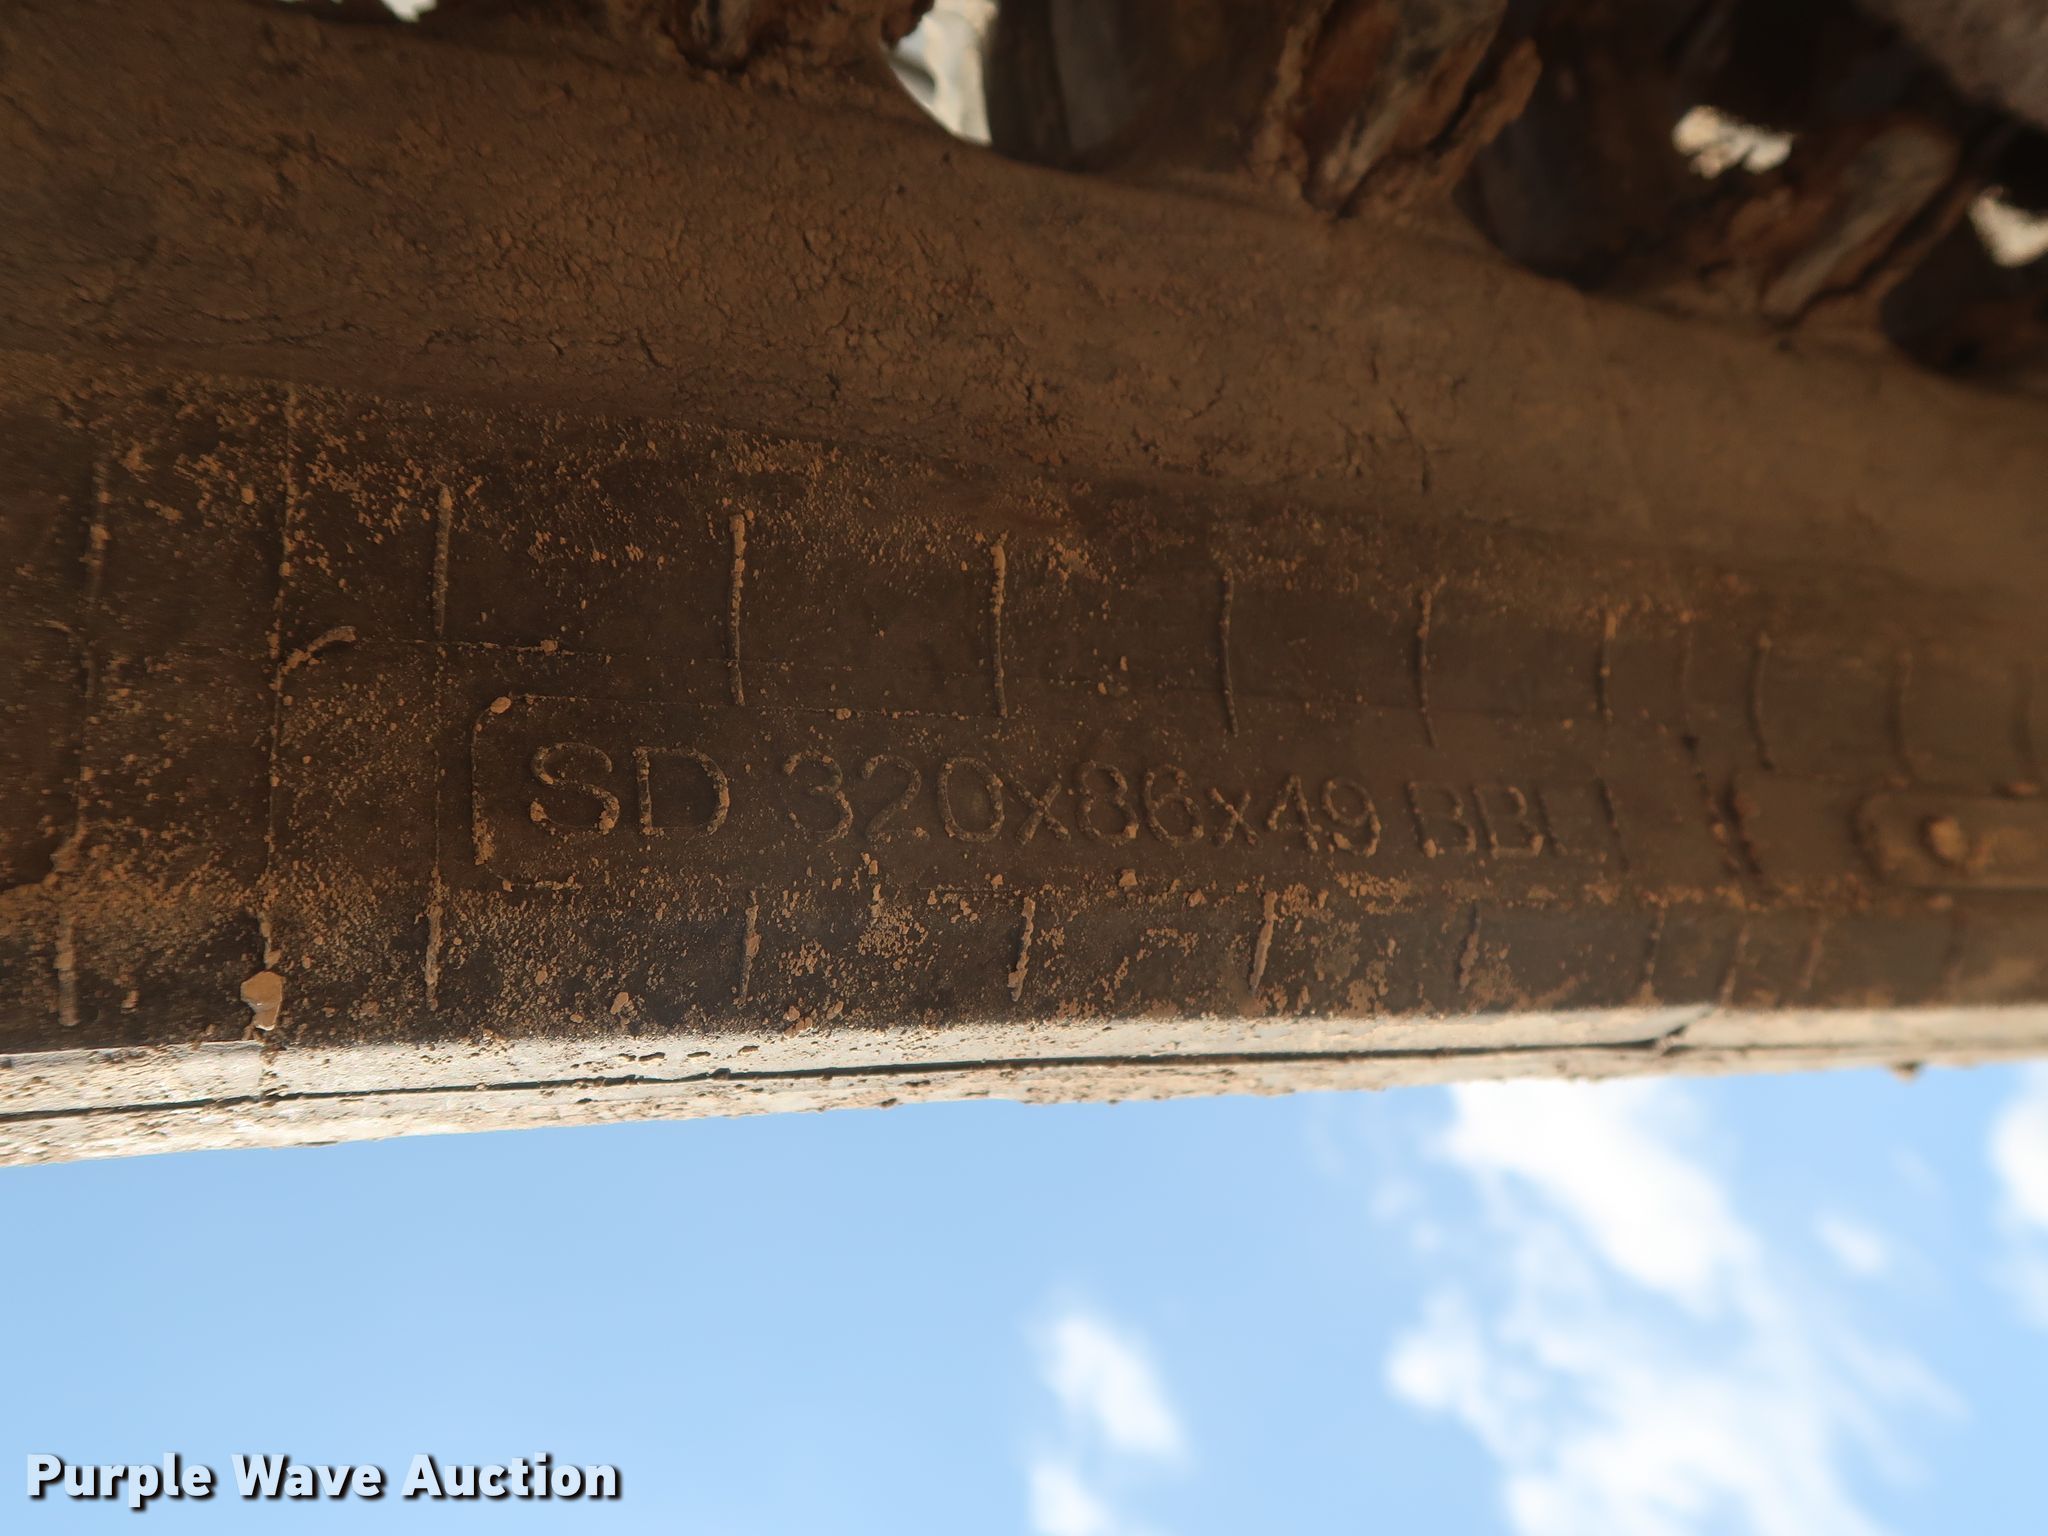 SD 320x86x49 BBL
Purple Wave Auction